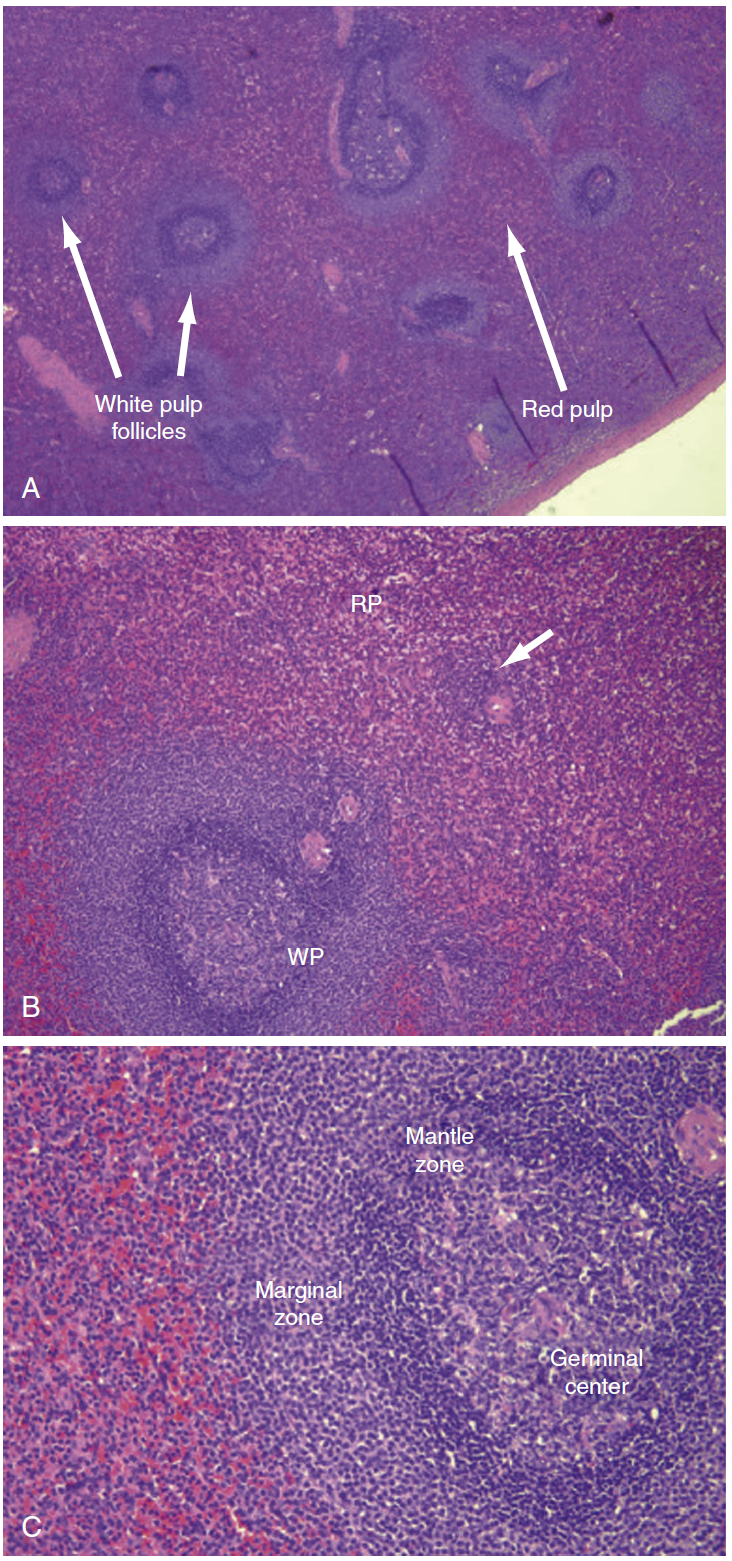 White pulp
follicles
Red pulp
A
RP
WP
B
Mantle
zone
Marginal
zone
Germinal
center
C